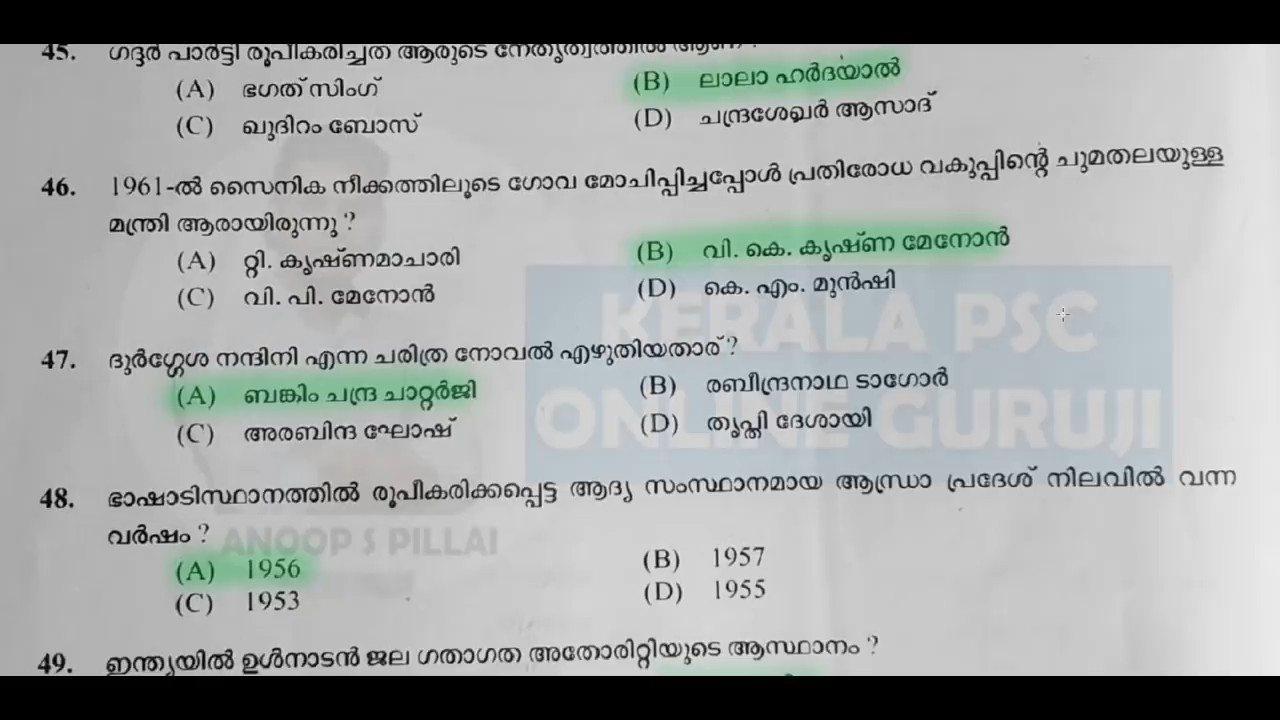 45. ഗദ്ദർ പാർട്ടി രൂപീകരിച്ചത് ആരുടെ നേതൃത്വത്തിൽ ആണ് ?
(A) ഭഗത് സിംഗ് (B) ലാലാ ഹർദയാൽ
(C) ഖുദിറം ബോസ് (D) ചന്ദ്രശേഖർ ആസാദ്
46. 1961-ൽ സൈനിക നീക്കത്തിലൂടെ ഗോവ മോചിപ്പിച്ചപ്പോൾ പ്രതിരോധ വകുപ്പിന്റെ ചുമതലയുള്ള
മന്ത്രി ആരായിരുന്നു ?
(A) റ്റി. കൃഷ്ണമാചാരി (B) വി. കെ. കൃഷ്ണ മേനോൻ
(C) വി. പി. മേനോൻ (D) കെ. എം. മുൻഷി
KERALA PSC
ONLINE GURUJI
47. ദുർഗ്ഗേശ നന്ദിനി എന്ന ചരിത്ര നോവൽ എഴുതിയതാര് ?
(A) ബങ്കിം ചന്ദ്ര ചാറ്റർജി (B) രബീന്ദ്രനാഥ ടാഗോർ
(C) അരബിന്ദ ഘോഷ് (D) തൃപ്തി ദേശായി
48. ഭാഷാടിസ്ഥാനത്തിൽ രൂപീകരിക്കപ്പെട്ട ആദ്യ സംസ്ഥാനമായ ആന്ധ്രാ പ്രദേശ് നിലവിൽ വന്ന
വർഷം ?
ANOOP S PILLAI
(A) 1956 (B) 1957
(C) 1953 (D) 1955
49. ഇന്ത്യയിൽ ഉൾനാടൻ ജല ഗതാഗത അതോരിറ്റിയുടെ ആസ്ഥാനം ?